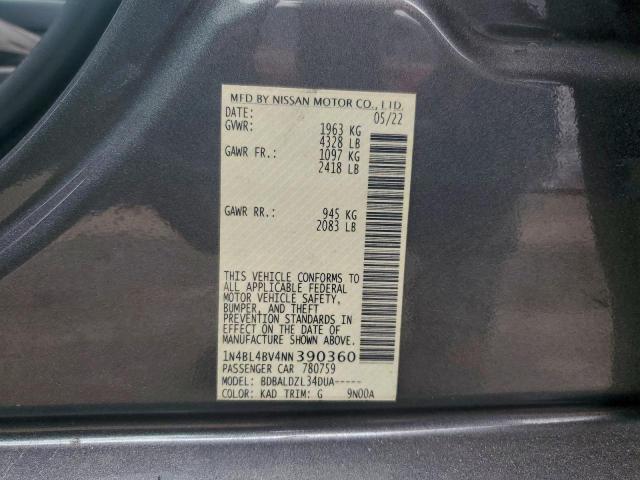 MFD BY NISSAN MOTOR CO., LTD.
DATE: 05/22
GVWR: 1963 KG
4328 LB
GAWR FR.: 1097 KG
2418 LB
GAWR RR.: 945 KG
2083 LB
THIS VEHICLE CONFORMS TO
ALL APPLICABLE FEDERAL
MOTOR VEHICLE SAFETY,
BUMPER, AND THEFT
PREVENTION STANDARDS IN
EFFECT ON THE DATE OF
MANUFACTURE SHOWN ABOVE.
1N4BL4BV4NN390360
PASSENGER CAR 780759
MODEL: BDBALDZL34DUA-----
COLOR: KAD TRIM: G 9N00A